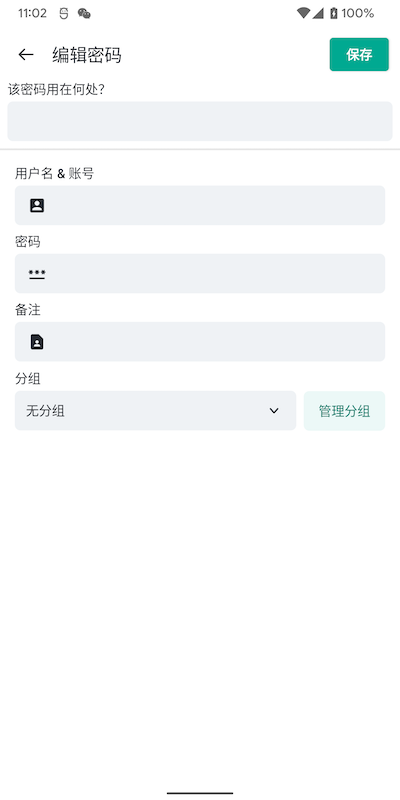 11:02
100%
编辑密码
保存
该密码用在何处?
用户名 & 账号
密码
备注
分组
无分组
管理分组